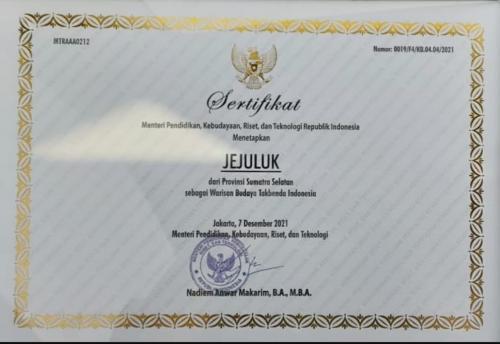 MTRAAA0212
Nomor: 0019/F4/KB.04.04/2021
Sertifikat
Menteri Pendidikan, Kebudayaan, Riset, dan Teknologi Republik Indonesia
Menetapkan
JEJULUK
dari Provinsi Sumatra Selatan
sebagai Warisan Budaya Takbenda Indonesia
Jakarta, 7 Desember 2021
Menteri Pendidikan, Kebudayaan, Riset, dan Teknologi
Nadiem Anwar Makarim, B.A., M.B.A.